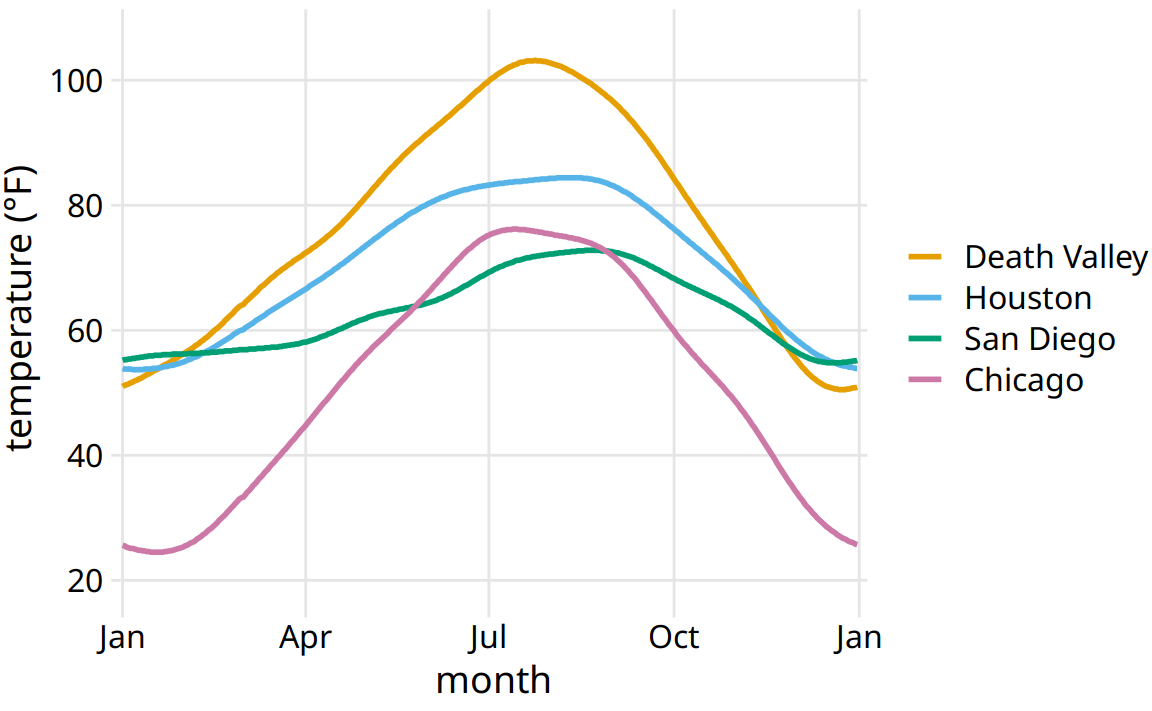 temperature (°F)
100
80
60
40
20
Jan
Apr
Jul
Oct
Jan
month
Death Valley
Houston
San Diego
Chicago